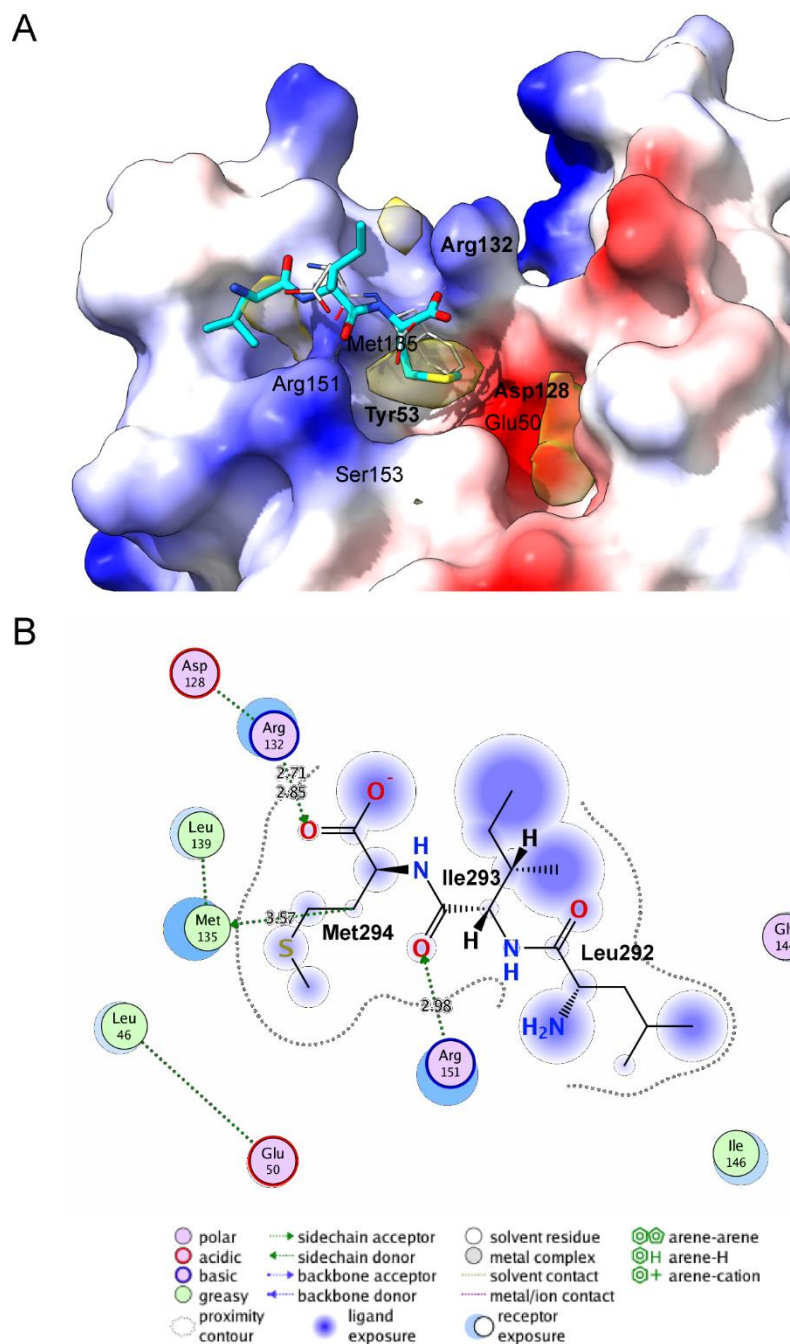 A
Arg132
Met135
Arg151
Asp128
Tyr53
Glu50
Ser153
B
Asp
128
Arg
132
2.71
2.85
O
O
-
Leu
139
H
N
Ile293
H
Met
135
3.57
Met294
O
S
O
H
N
H
Leu292
144
2.98
Leu
46
H₂N
Arg
151
Glu
50
Ile
146
polar
sidechain acceptor
solvent residue
arene-arene
acidic
sidechain donor
metal complex
H arene-H
basic
backbone acceptor
solvent contact
+ arene-cation
greasy
backbone donor
metal/ion contact
proximity contour
ligand exposure
receptor exposure